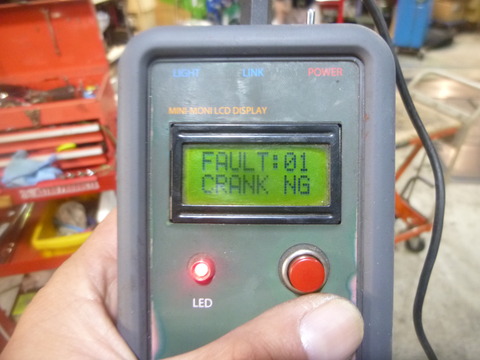 LIGHT LINK POWER
MINI-MONI LCD DISPLAY
FAULT:01
CRANK NG
LED